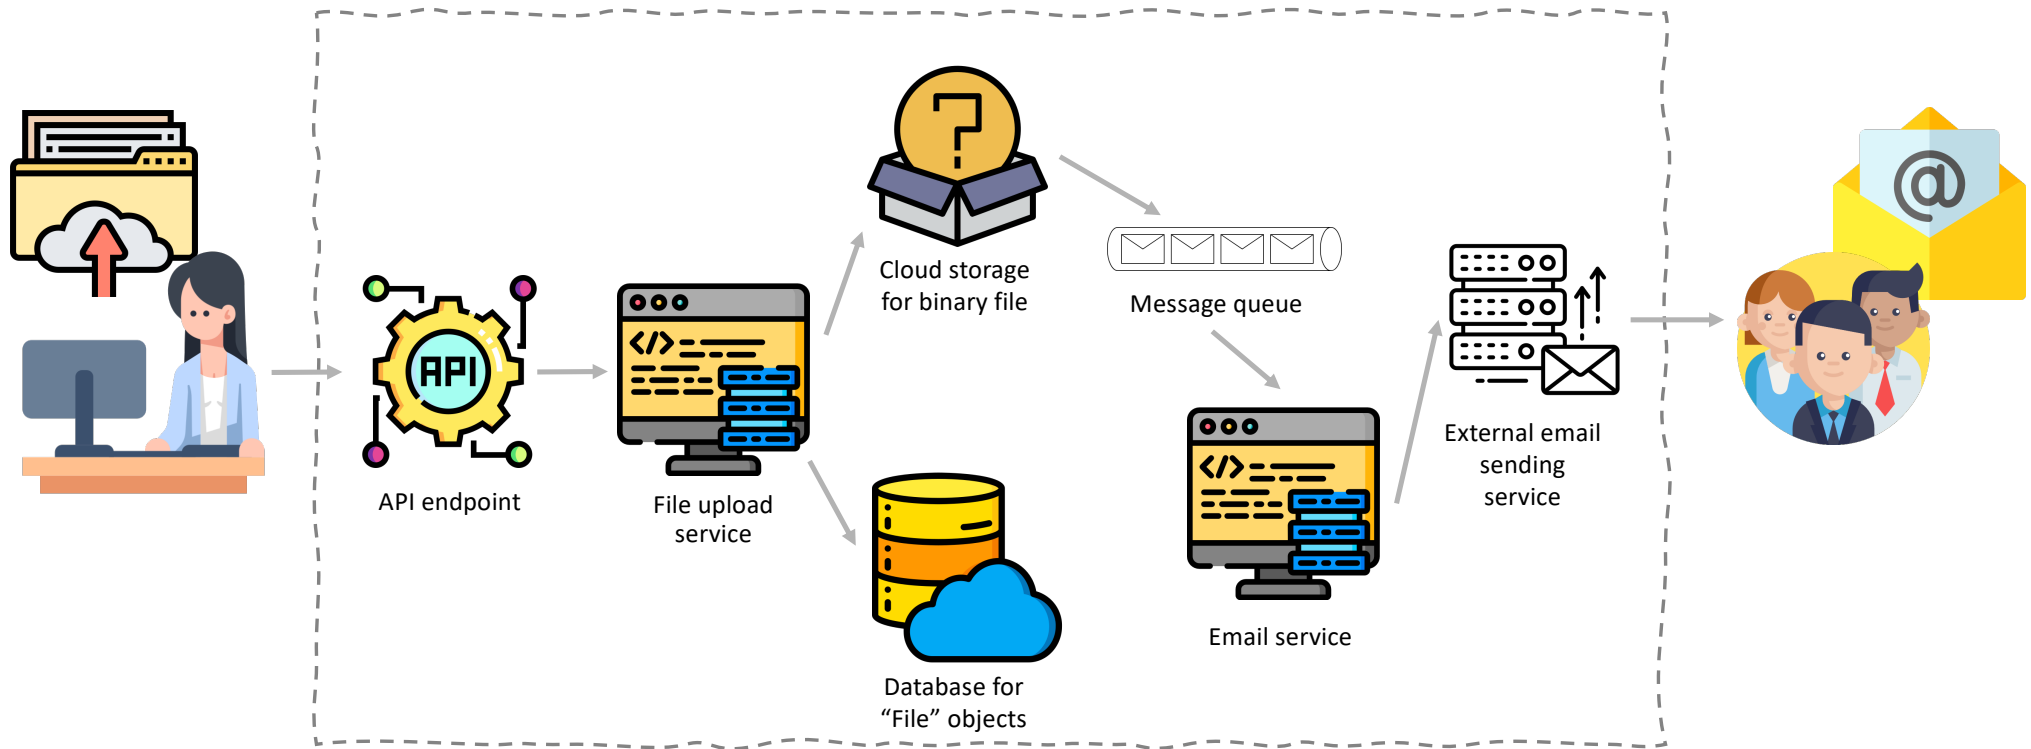 API
API endpoint
</>
File upload
service
Cloud storage
for binary file
Database for
“File” objects
Message queue
</>
Email service
External email
sending
service
@